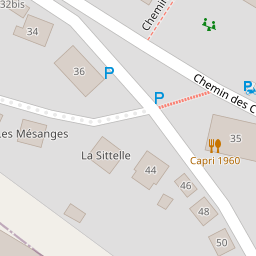 32bis
34
Chemin
36
P
P
Chemin des C
Les Mésanges
La Sittelle
35
Capri 1960
44
46
48
50